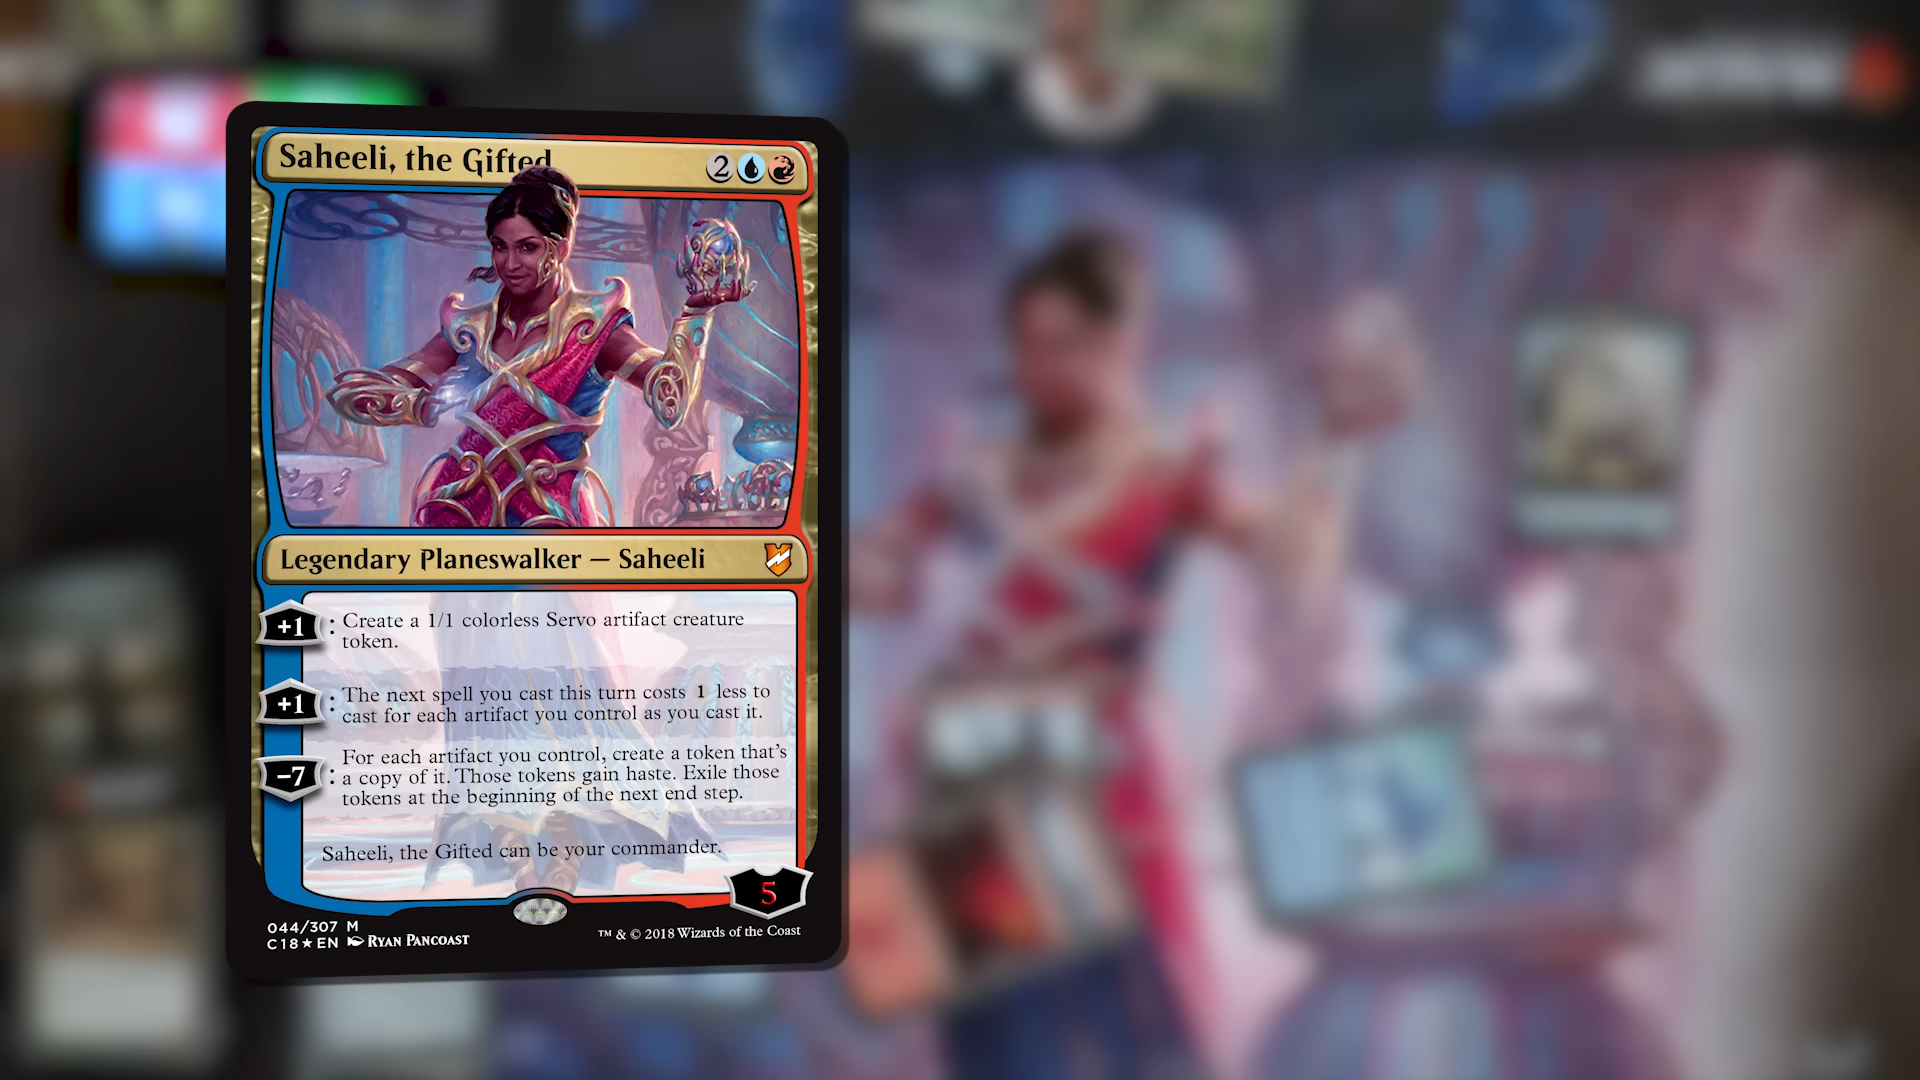 Saheeli, the Gifted 2
Legendary Planeswalker — Saheeli
+1 : Create a 1/1 colorless Servo artifact creature
token.
+1 : The next spell you cast this turn costs 1 less to
cast for each artifact you control as you cast it.
−7 : For each artifact you control, create a token that's
a copy of it. Those tokens gain haste. Exile those
tokens at the beginning of the next end step.
Saheeli, the Gifted can be your commander.
5
044/307 M
C18★EN Ryan Pancoast
™ & © 2018 Wizards of the Coast